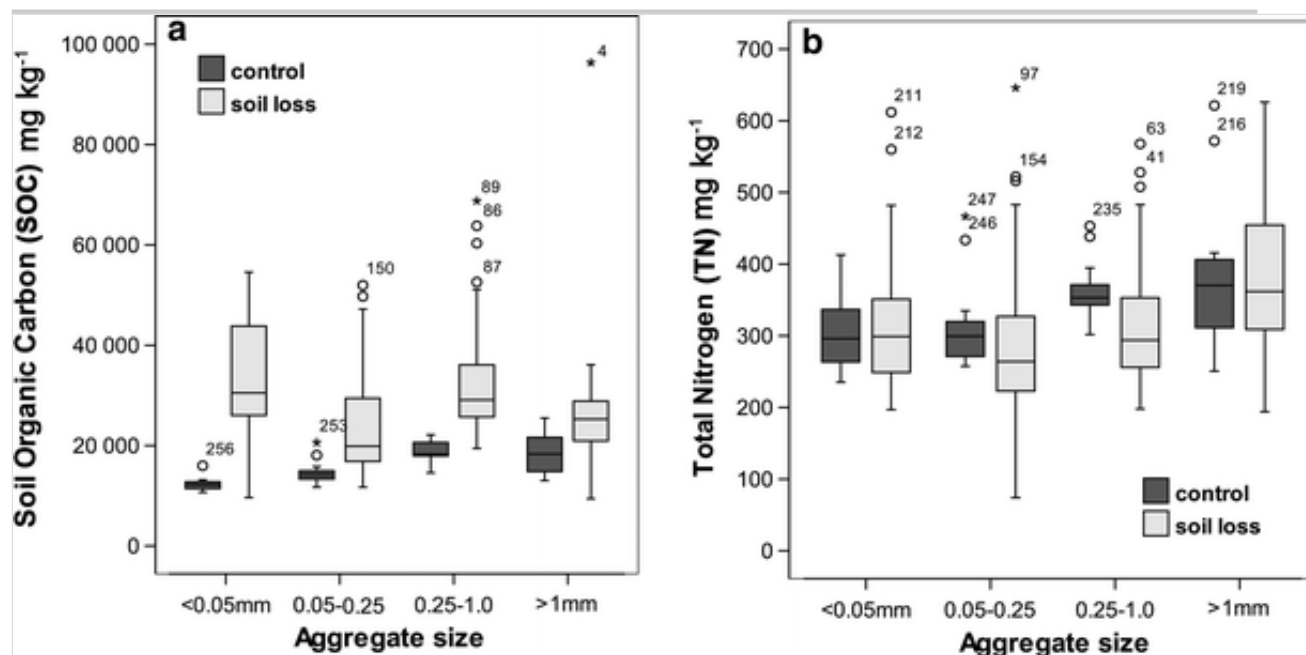 a
Soil Organic Carbon (SOC) mg kg-1
100 000
80 000
60 000
40 000
20 000
0
control
soil loss
4
89
86
87
150
256
253
<0.05mm 0.05-0.25 0.25-1.0 >1mm
Aggregate size
b
Total Nitrogen (TN) mg kg-1
700
600
500
400
300
200
100
0
97
211
212
154
247
246
63
41
235
219
216
control
soil loss
<0.05mm 0.05-0.25 0.25-1.0 >1mm
Aggregate size